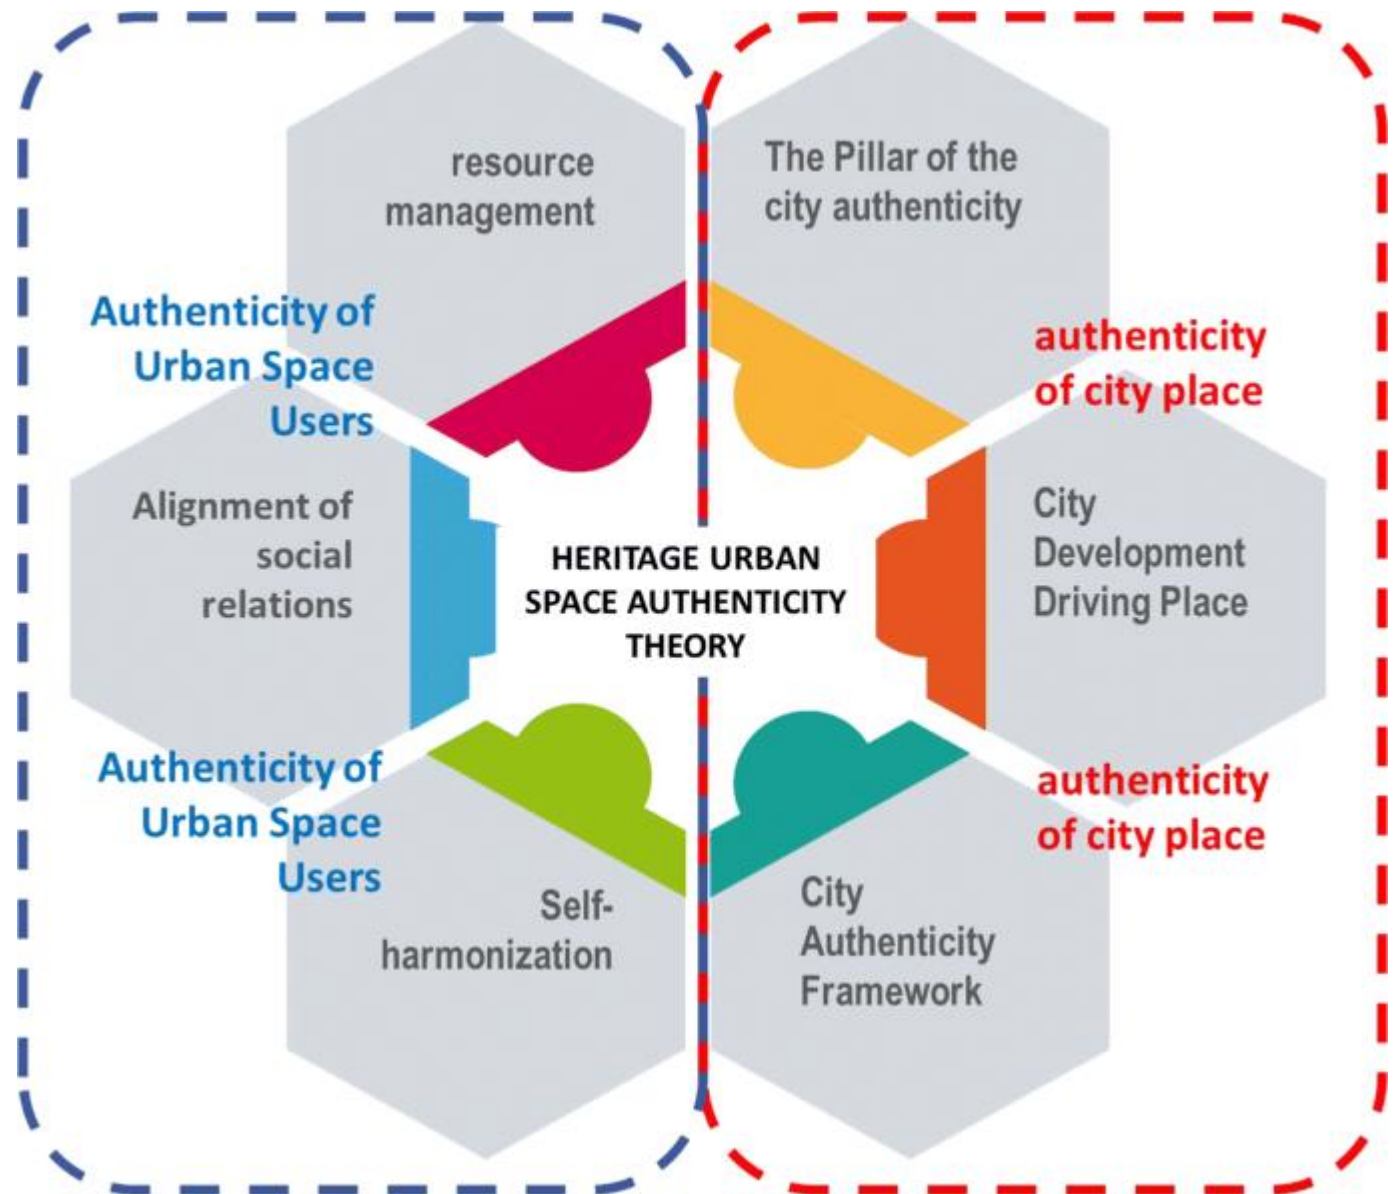 resource
management
The Pillar of the
city authenticity
Authenticity of
Urban Space
Users
authenticity
of city place
Alignment of
social
relations
HERITAGE URBAN
SPACE AUTHENTICITY
THEORY
City
Development
Driving Place
Authenticity of
Urban Space
Users
authenticity
of city place
Self-
harmonization
City
Authenticity
Framework